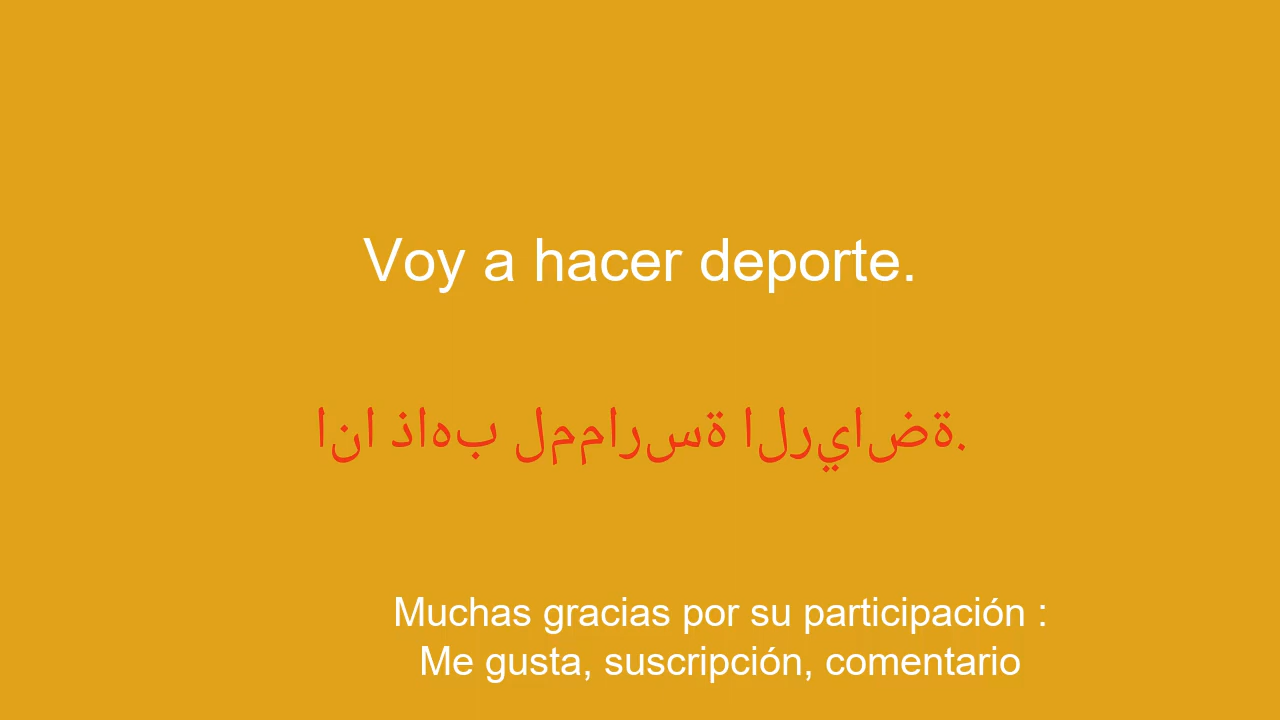 Voy a hacer deporte.
انا ذاهب لممارسة الرياضة.
Muchas gracias por su participación :
Me gusta, suscripción, comentario